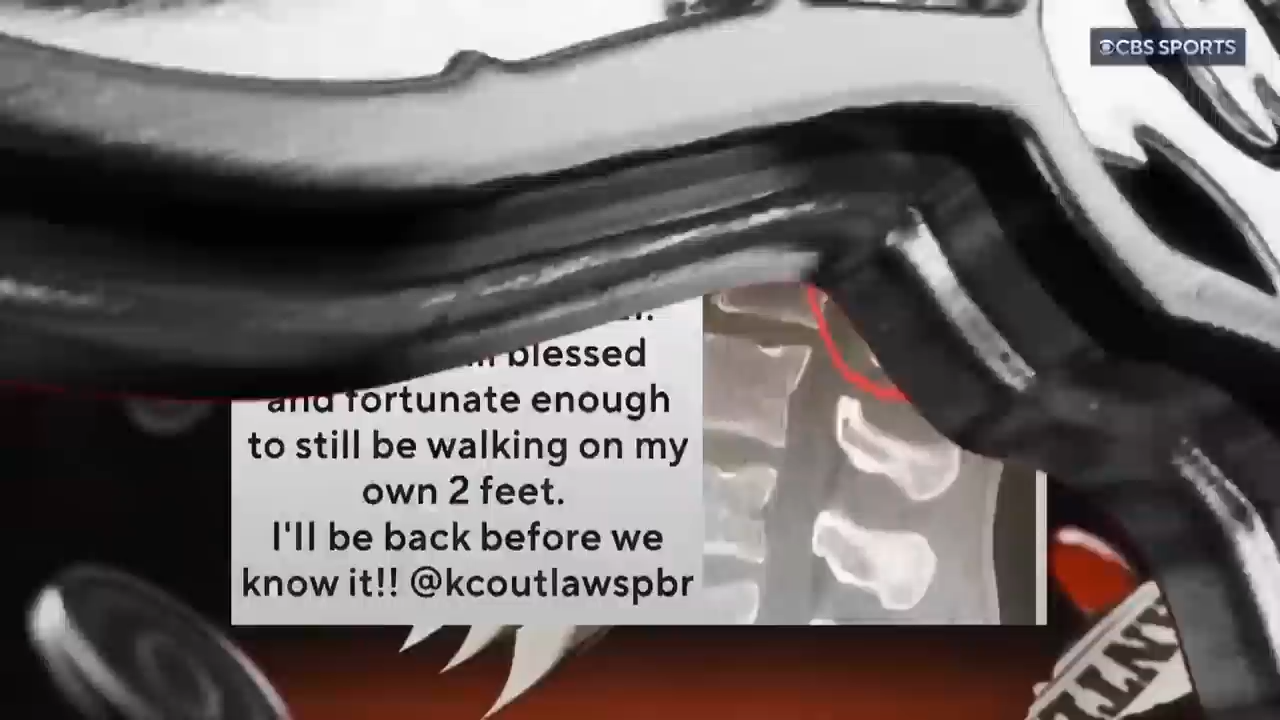 CBS SPORTS
blessed
and fortunate enough
to still be walking on my
own 2 feet.
I'll be back before we
know it!! @kcoutlawspbr